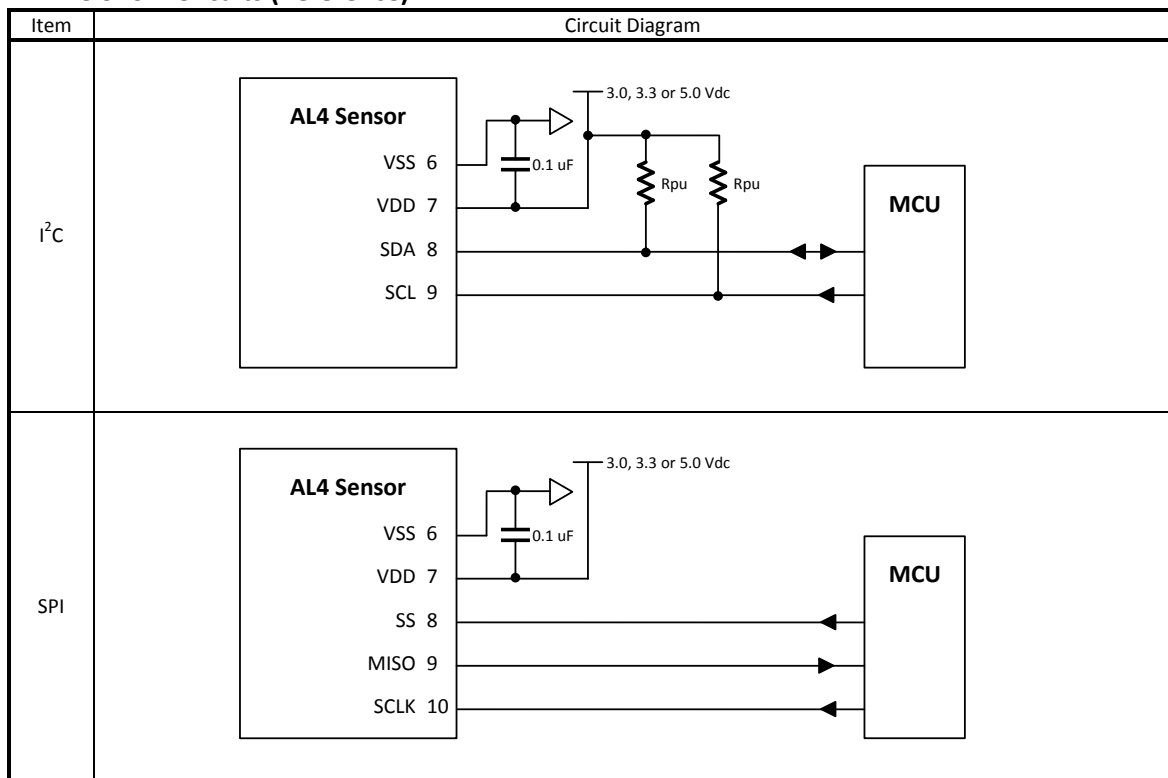 Item Circuit Diagram
I²C
AL4 Sensor
3.0, 3.3 or 5.0 Vdc
VSS 6
0.1 uF
Rpu Rpu
VDD 7
MCU
SDA 8
SCL 9
SPI
AL4 Sensor
3.0, 3.3 or 5.0 Vdc
VSS 6
0.1 uF
VDD 7
MCU
SS 8
MISO 9
SCLK 10